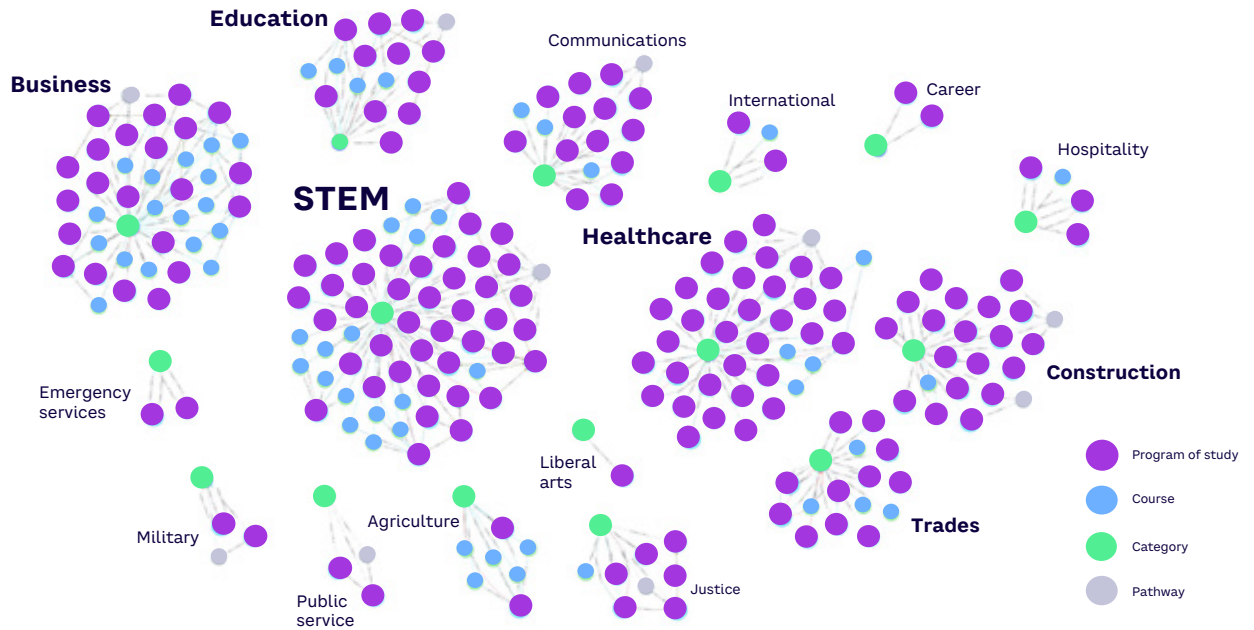 Education
Communications
Business
International
Career
Hospitality
STEM
Healthcare
Construction
Emergency
services
Liberal
arts
Program of study
Course
Category
Pathway
Trades
Military
Agriculture
Public
service
Justice